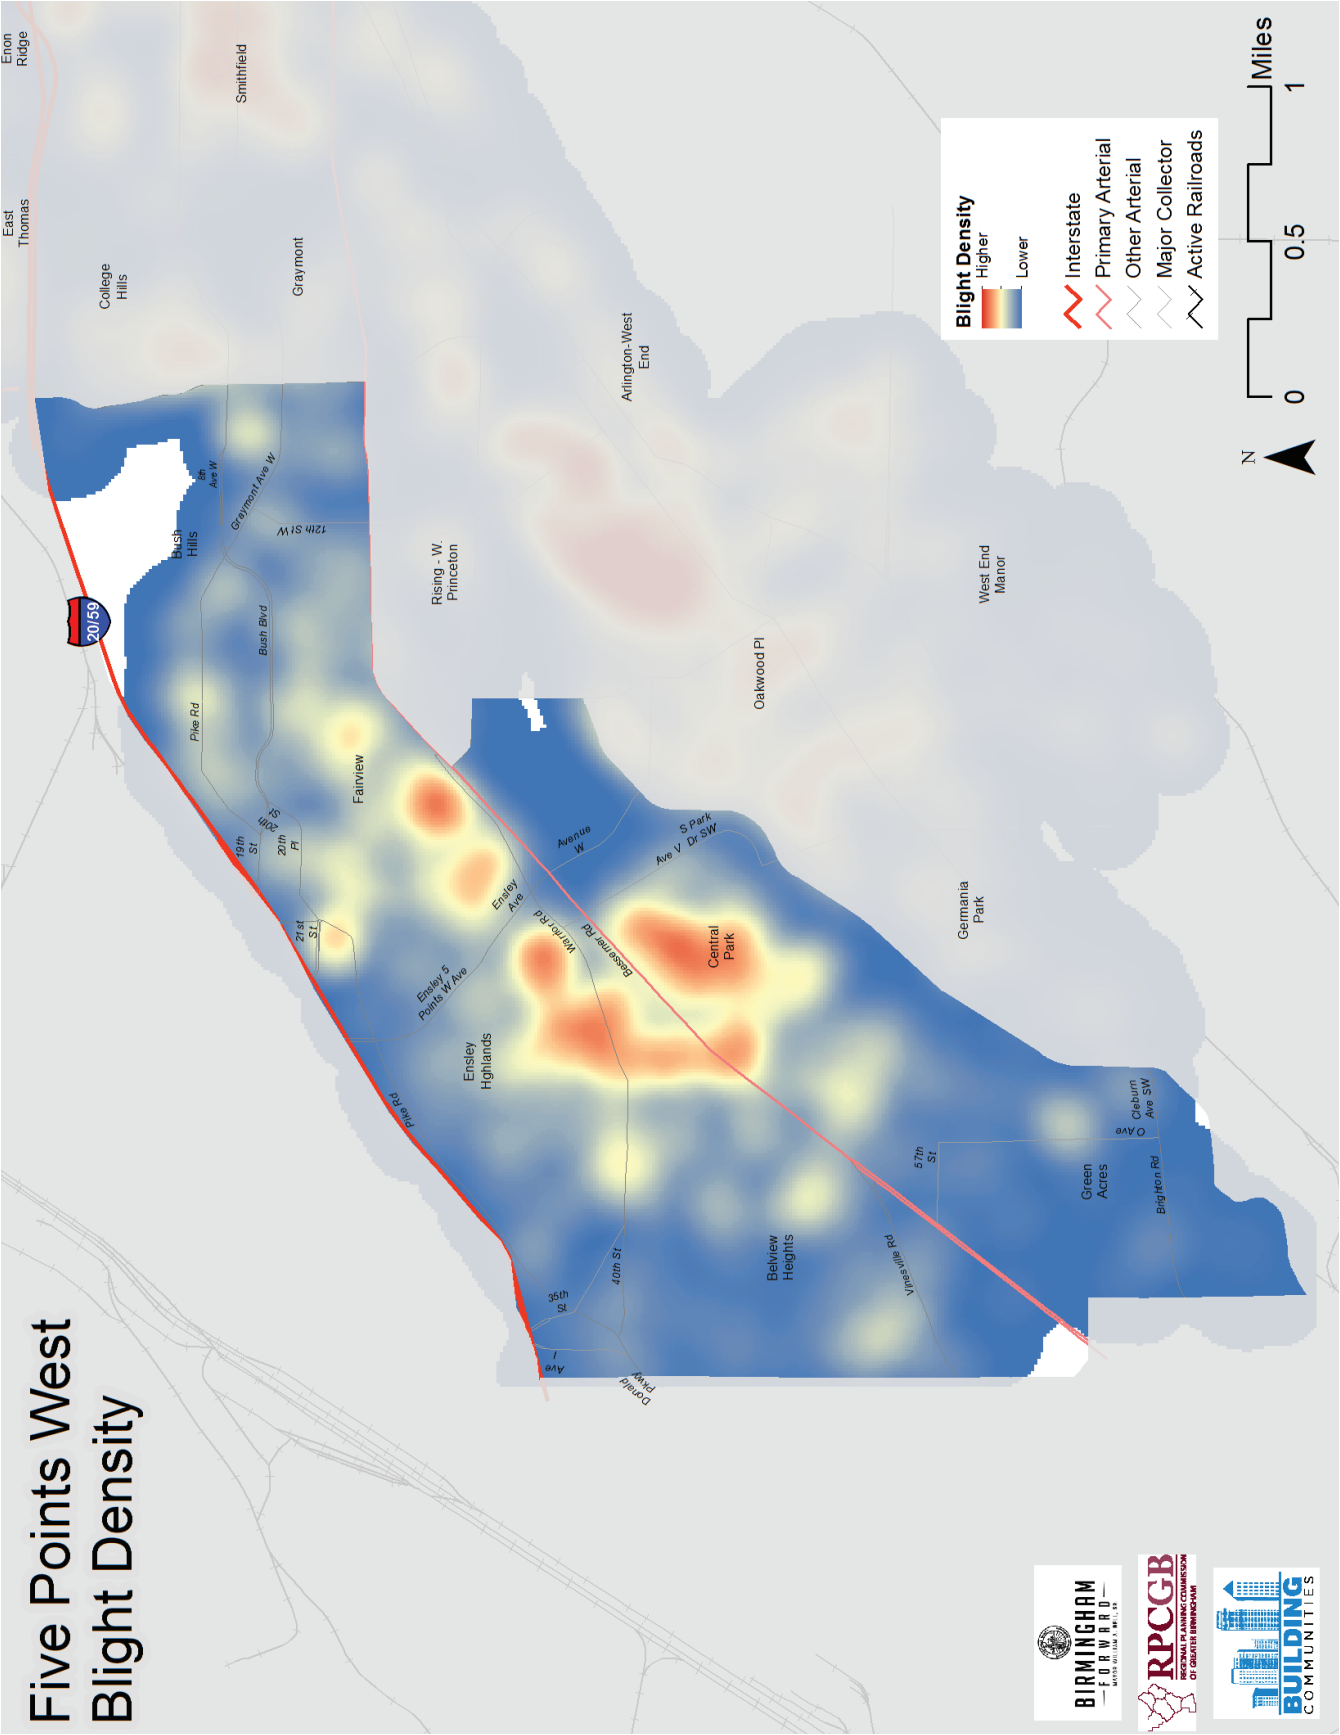 Five Points West
Blight Density
Enon
Ridge
Smithfield
East
Thomas
College
Hills
Graymont
Arlington-West
End
Rising - W.
Princeton
West End
Manor
Oakwood Pl
Germania
Park
Bush
Hills
Fairview
Central
Park
Ensley
Hghlands
Belview
Heights
Green
Acres
20/59
8th
Ave W
Graymont Ave W
12th St W
Bush Blvd
Pike Rd
19th
St
20th
St
20th
Pl
21st
St
Ensley
Ave
Ensley 5
Points W Ave
Warrior Rd
Bessemer Rd
Avenue
W
S Park
Ave V Dr SW
Pike Rd
40th St
35th
St
Ave
I
Donald
Pkwy
Vinesville Rd
57th
St
Cleburn
Ave SW
O Ave
Brighton Rd
Blight Density
Higher
Lower
Interstate
Primary Arterial
Other Arterial
Major Collector
Active Railroads
N
0
0.5
1
Miles
BIRMINGHAM
FORWARD
MAYOR WILLIAM A. BELL, SR.
RPCGB
REGIONAL PLANNING COMMISSION
OF GREATER BIRMINGHAM
BUILDING
COMMUNITIES